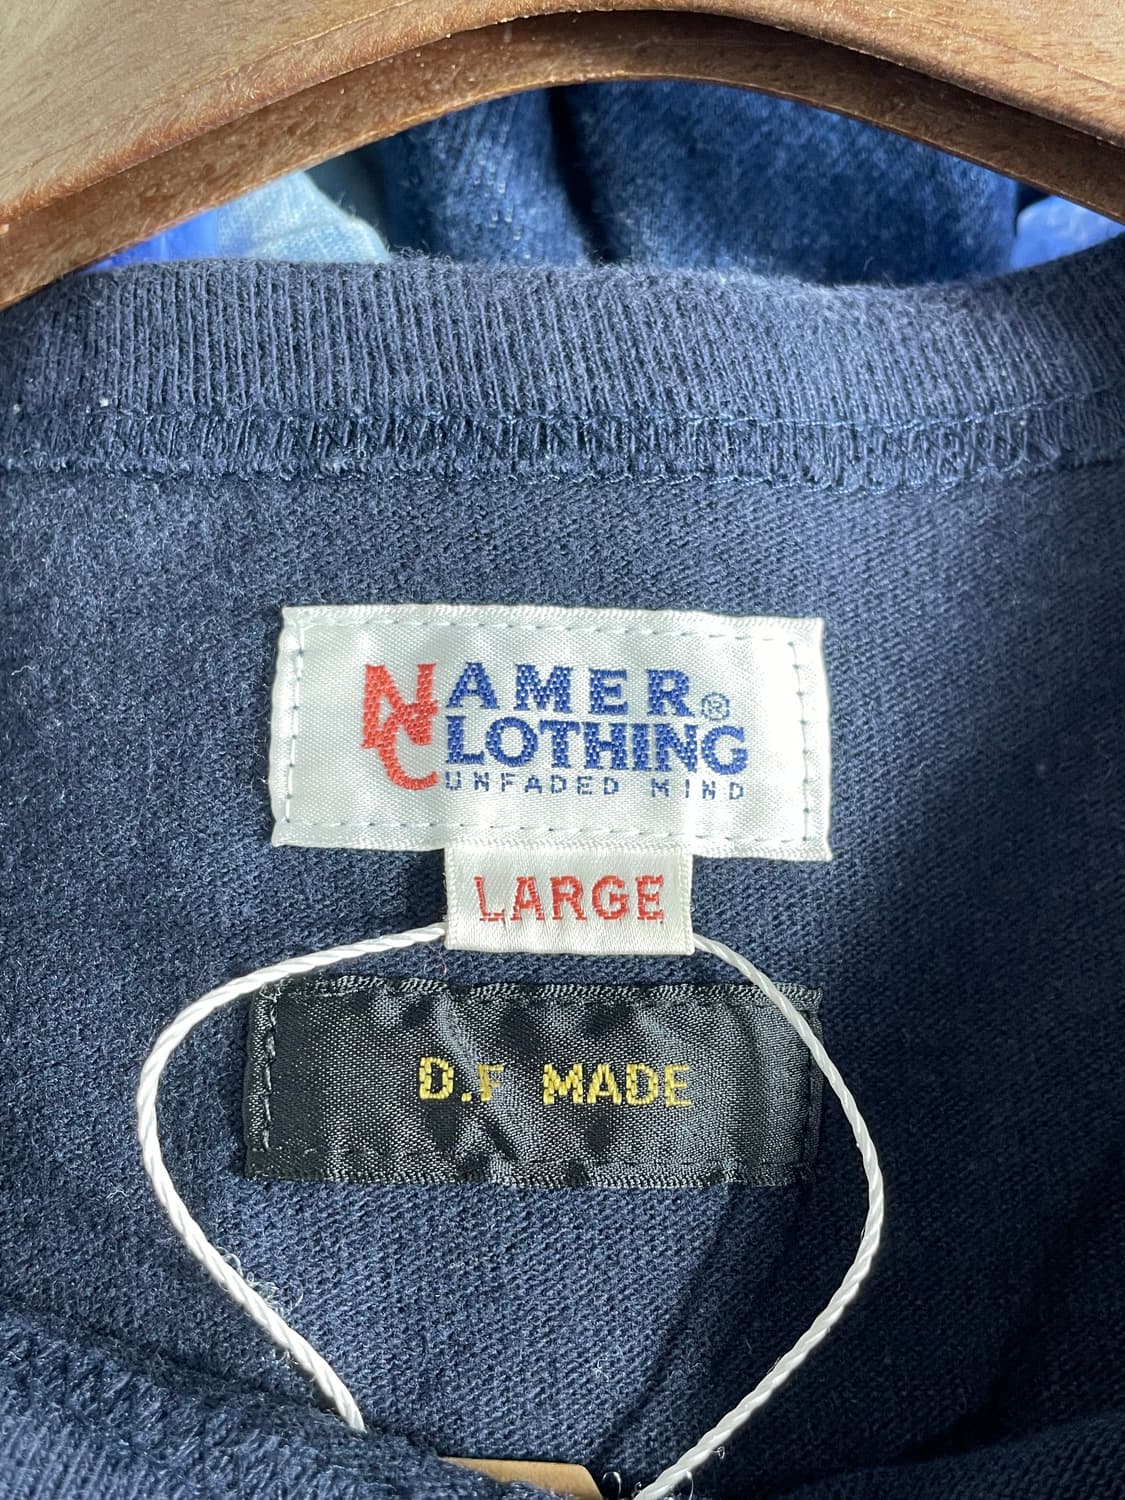 NAMER®
CLOTHING
UNFADED MIND
LARGE
D.F MADE